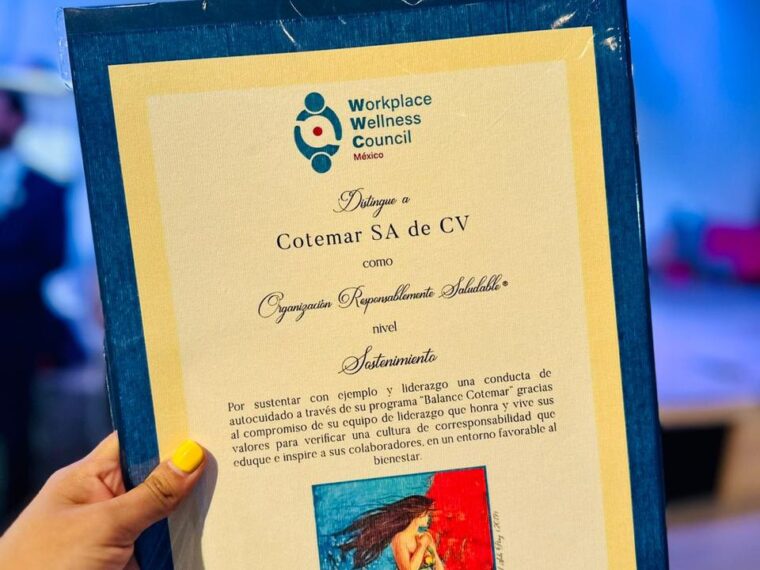 Workplace
Wellness
Council
México
Distingue a
Cotemar SA de CV
como
Organización Responsablemente Saludable®
nivel
Sostenimiento
Por sustentar con ejemplo y liderazgo una conducta de
autocuidado a través de su programa "Balance Cotemar" gracias
al compromiso de su equipo de liderazgo que honra y vive sus
valores para verificar una cultura de corresponsabilidad que
eduque e inspire a sus colaboradores, en un entorno favorable al
bienestar.